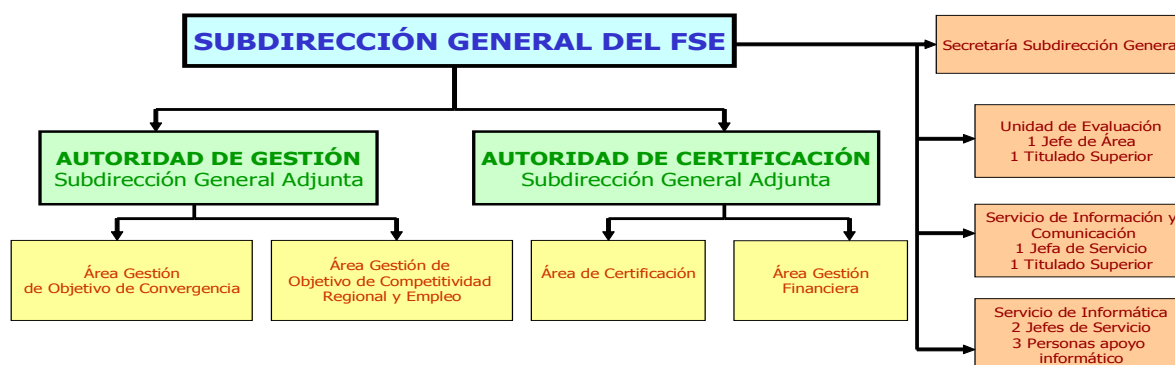 SUBDIRECCIÓN GENERAL DEL FSE
Secretaría Subdirección General
AUTORIDAD DE GESTIÓN
Subdirección General Adjunta
AUTORIDAD DE CERTIFICACIÓN
Subdirección General Adjunta
Unidad de Evaluación
1 Jefe de Área
1 Titulado Superior
Área Gestión
de Objetivo de Convergencia
Área Gestión de
Objetivo de Competitividad
Regional y Empleo
Área de Certificación
Área Gestión
Financiera
Servicio de Información y
Comunicación
1 Jefa de Servicio
1 Titulado Superior
Servicio de Informática
2 Jefes de Servicio
3 Personas apoyo
informático